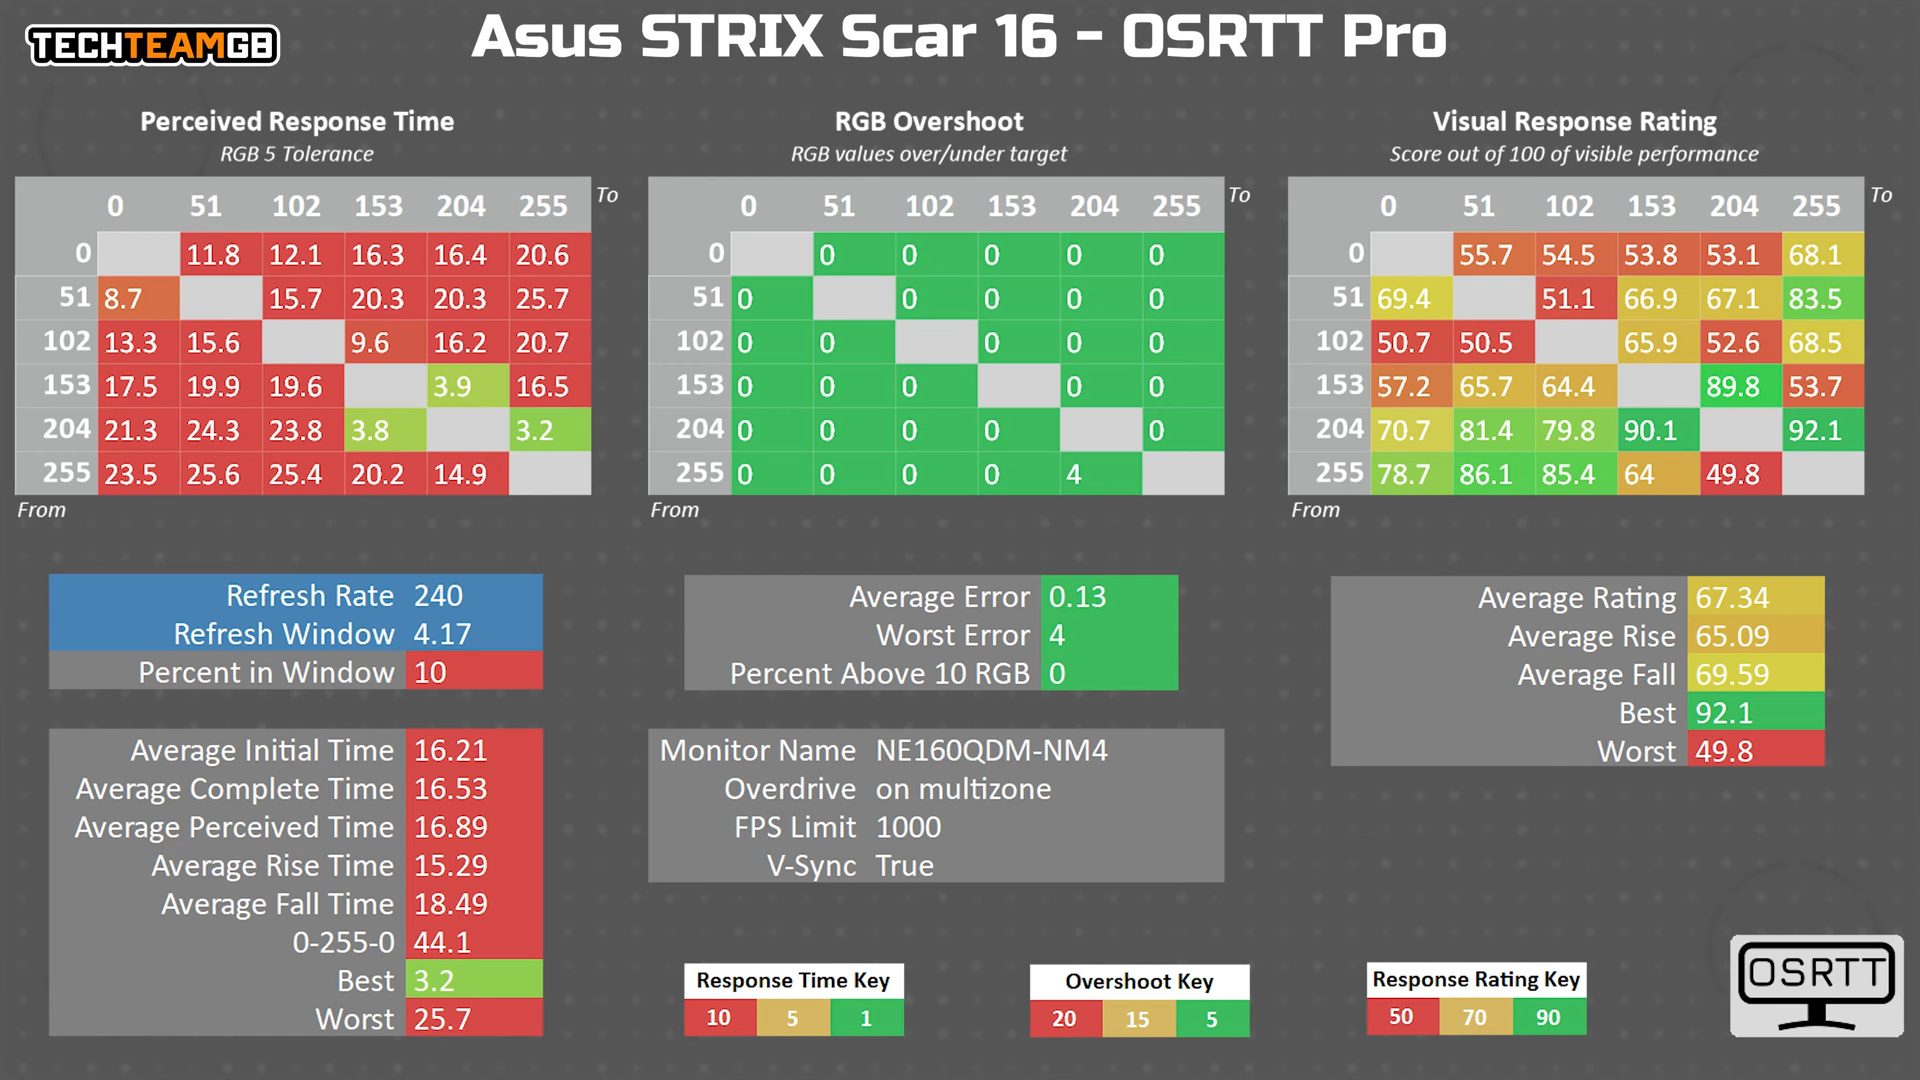 TECHTEAMGB
Asus STRIX Scar 16 - OSRTT Pro
Perceived Response Time
RGB 5 Tolerance
0 51 102 153 204 255 To
0 11.8 12.1 16.3 16.4 20.6
51 8.7 15.7 20.3 20.3 25.7
102 13.3 15.6 9.6 16.2 20.7
153 17.5 19.9 19.6 3.9 16.5
204 21.3 24.3 23.8 3.8 3.2
255 23.5 25.6 25.4 20.2 14.9
From
RGB Overshoot
RGB values over/under target
0 51 102 153 204 255 To
0 0 0 0 0 0
51 0 0 0 0 0
102 0 0 0 0 0
153 0 0 0 0 0
204 0 0 0 0 0
255 0 0 0 0 4
From
Visual Response Rating
Score out of 100 of visible performance
0 51 102 153 204 255 To
0 55.7 54.5 53.8 53.1 68.1
51 69.4 51.1 66.9 67.1 83.5
102 50.7 50.5 65.9 52.6 68.5
153 57.2 65.7 64.4 89.8 53.7
204 70.7 81.4 79.8 90.1 92.1
255 78.7 86.1 85.4 64 49.8
From
Refresh Rate 240
Refresh Window 4.17
Percent in Window 10
Average Initial Time 16.21
Average Complete Time 16.53
Average Perceived Time 16.89
Average Rise Time 15.29
Average Fall Time 18.49
0-255-0 44.1
Best 3.2
Worst 25.7
Average Error 0.13
Worst Error 4
Percent Above 10 RGB 0
Monitor Name NE160QDM-NM4
Overdrive on multizone
FPS Limit 1000
V-Sync True
Average Rating 67.34
Average Rise 65.09
Average Fall 69.59
Best 92.1
Worst 49.8
Response Time Key
10 5 1
Overshoot Key
20 15 5
Response Rating Key
50 70 90
OSRTT